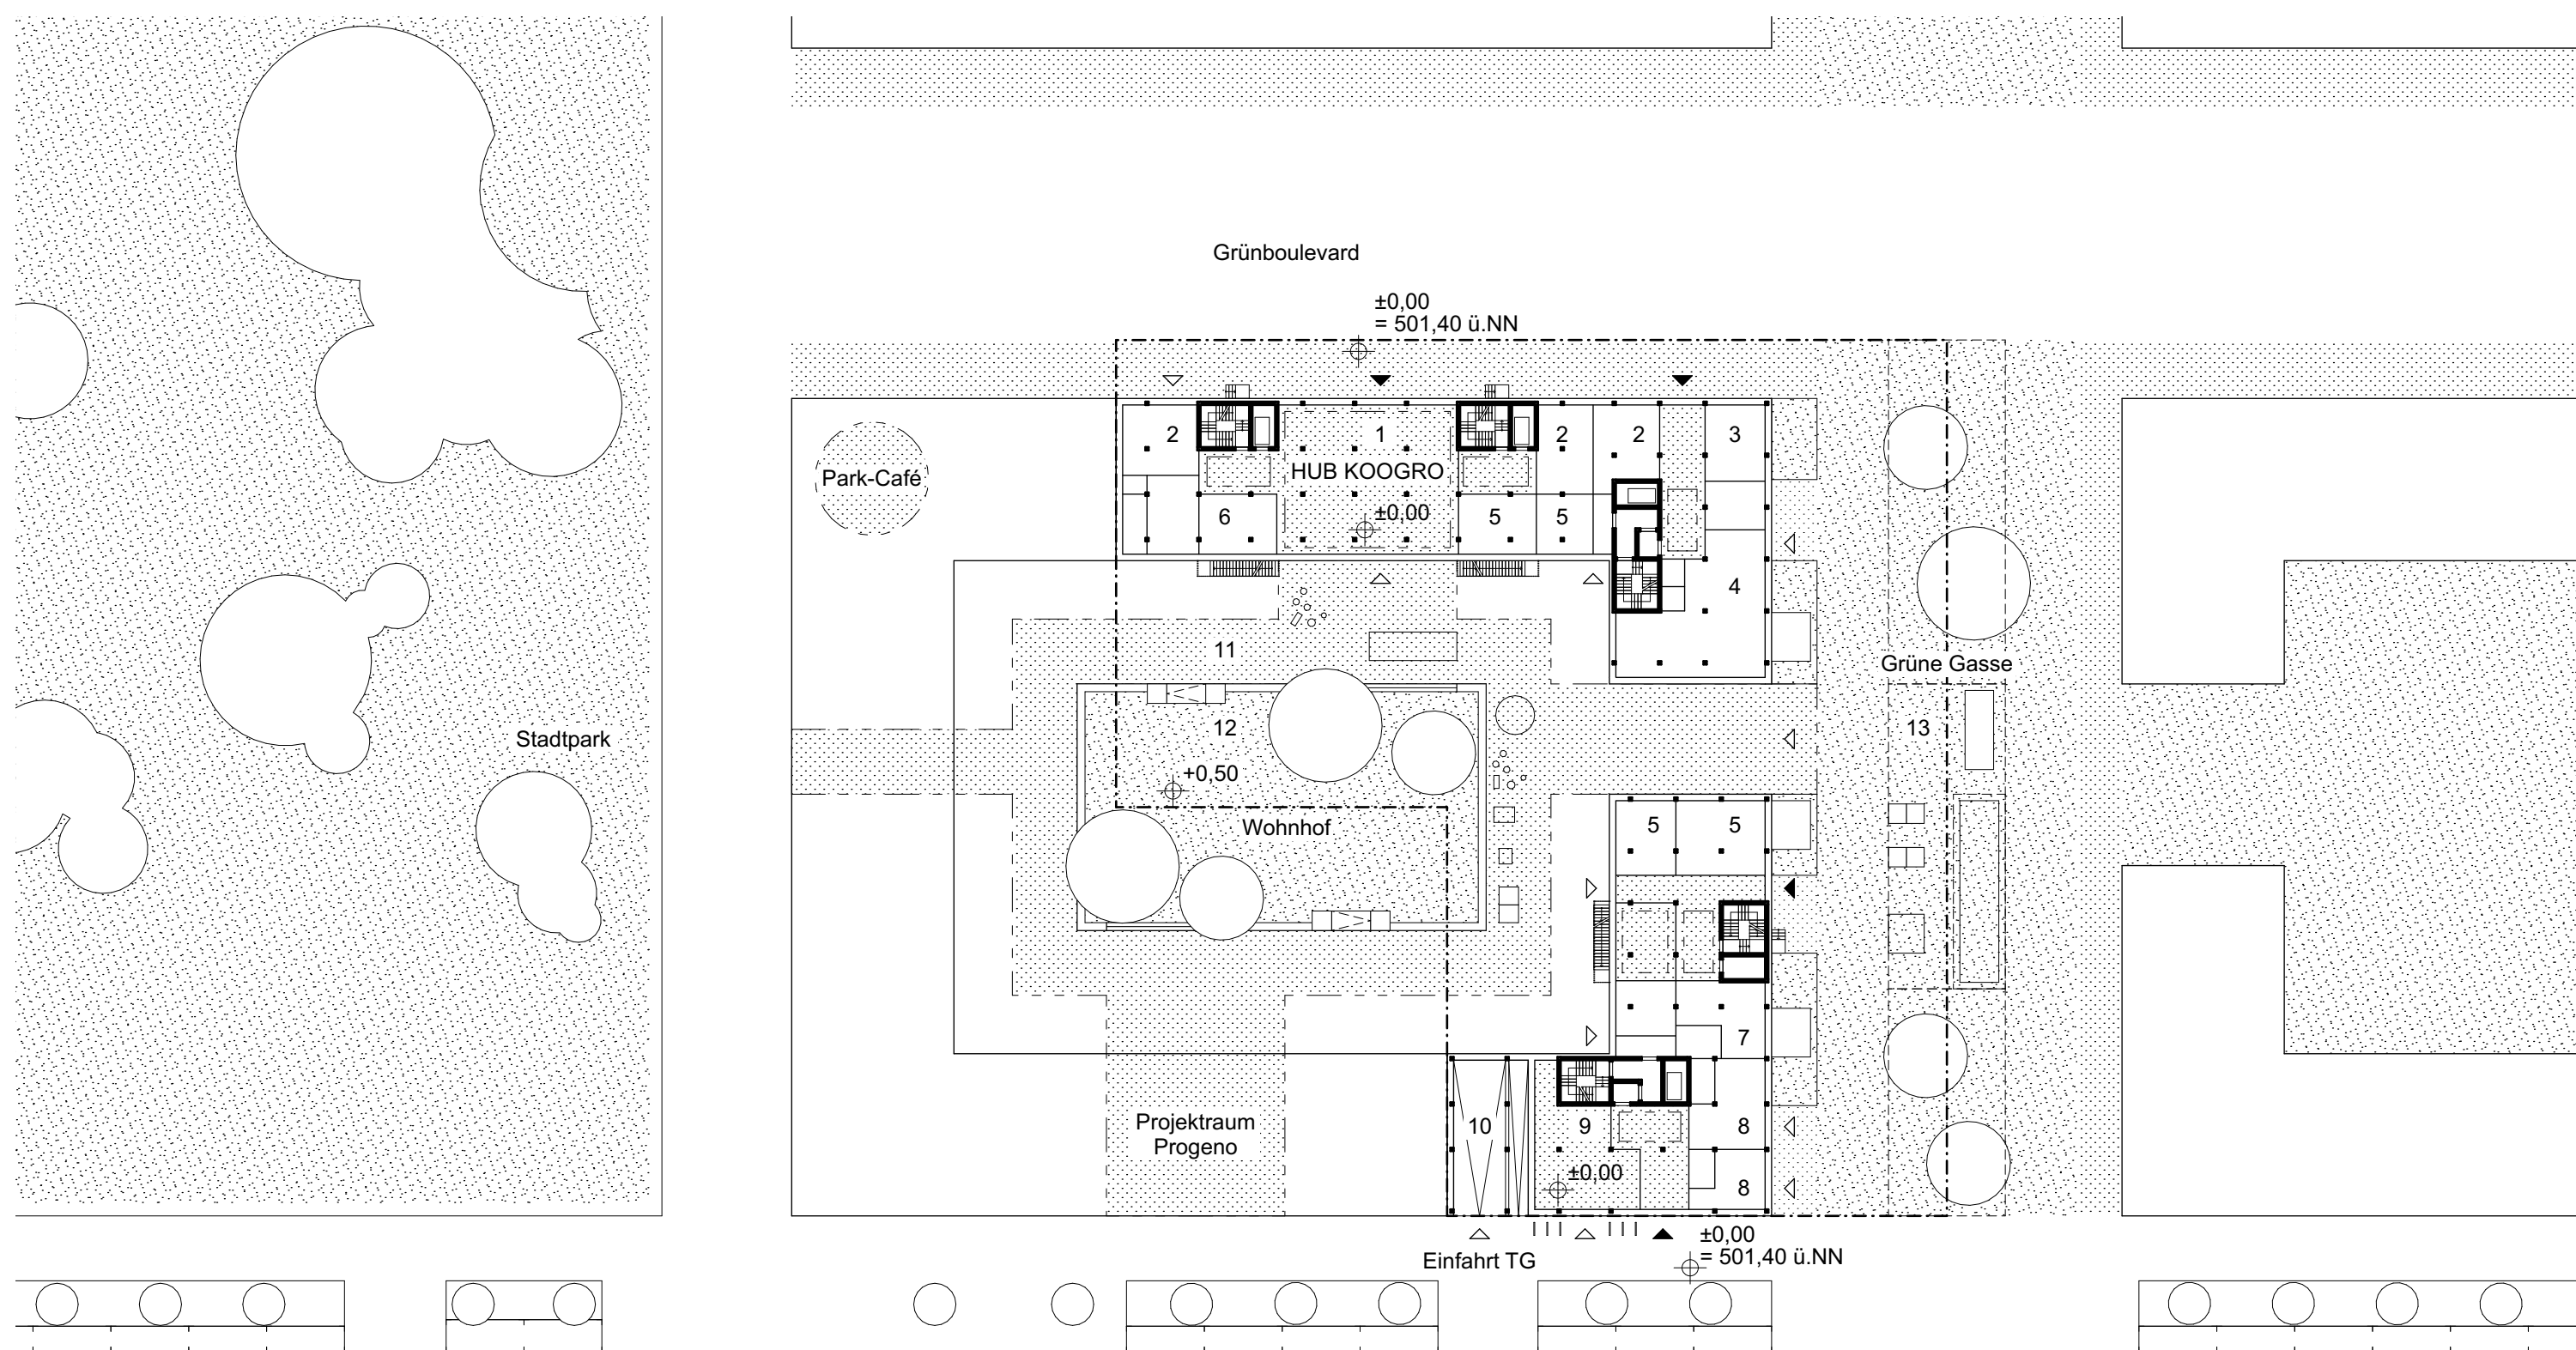 Grünboulevard
±0,00
= 501,40 ü.NN
2
1
2
2
3
HUB KOOGRO
Park-Café
6
±0,00
5
5
4
11
Grüne Gasse
12
13
Stadtpark
+0,50
Wohnhof
5
5
7
Projektraum
Progeno
10
9
8
±0,00
8
±0,00
= 501,40 ü.NN
Einfahrt TG